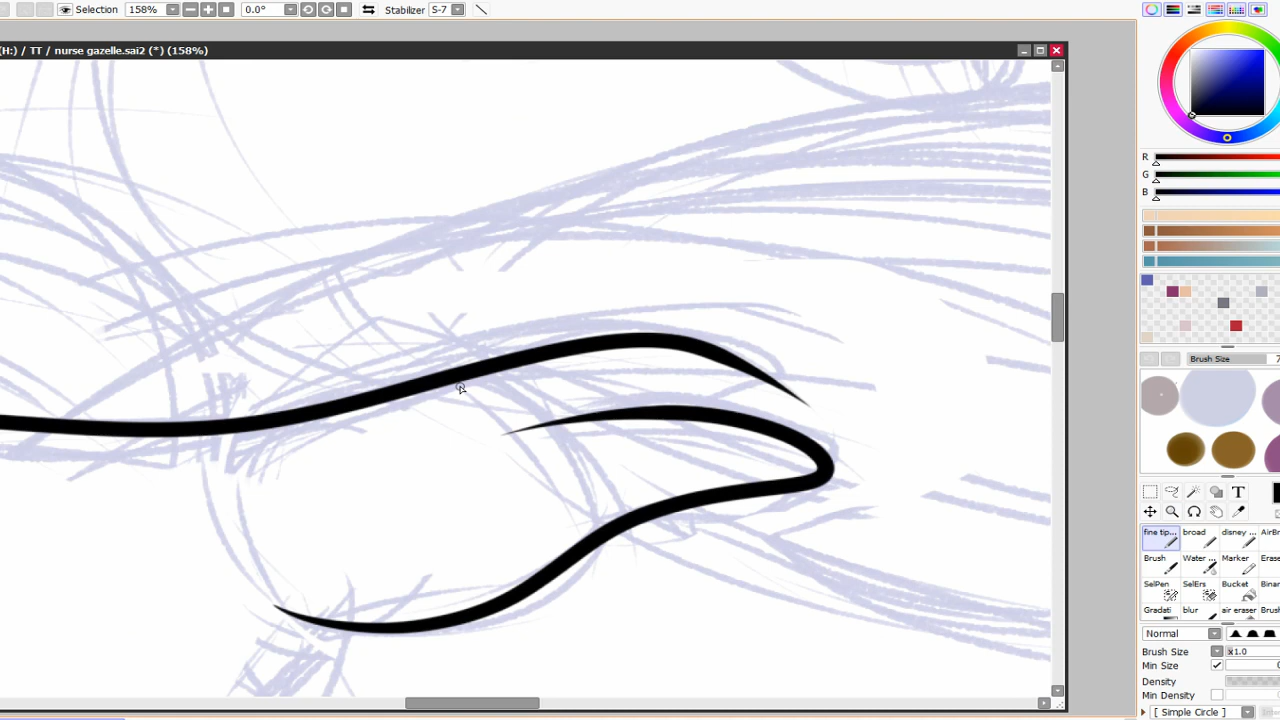 Selection 158% 0.0° Stabilizer S-7
(H:) / TT / nurse gazelle.sai2 (*) (158%)
R
G
B
Brush Size 7
T
fine tip... broad disney ... AirBr
Brush Water ... Marker Erase
SelPen SelErs Bucket Binar
Gradati blur air eraser Brush
Normal
Brush Size x1.0
Min Size 0
Density
Min Density
[ Simple Circle ]